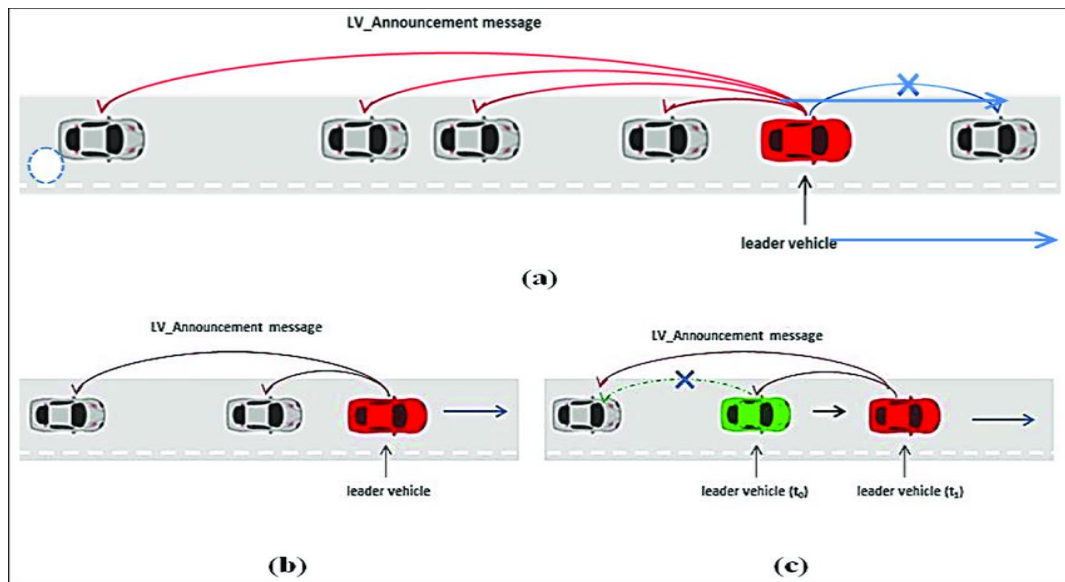 LV_Announcement message
leader vehicle
(a)
LV_Announcement message
leader vehicle
(b)
LV_Announcement message
leader vehicle (t₀)
leader vehicle (t₁)
(c)